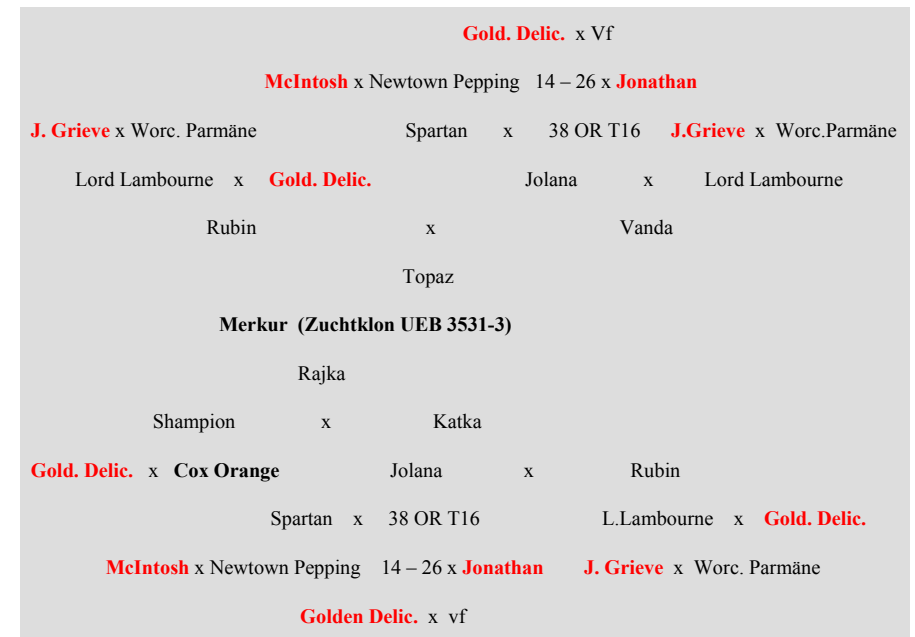 Gold. Delic. x Vf
McIntosh x Newtown Pepping 14 – 26 x Jonathan
J. Grieve x Worc. Parmäne Spartan x 38 OR T16 J.Grieve x Worc.Parmäne
Lord Lambourne x Gold. Delic. Jolana x Lord Lambourne
Rubin x Vanda
Topaz
Merkur (Zuchtklon UEB 3531-3)
Rajka
Shampion x Katka
Gold. Delic. x Cox Orange Jolana x Rubin
Spartan x 38 OR T16 L.Lambourne x Gold. Delic.
McIntosh x Newtown Pepping 14 – 26 x Jonathan J. Grieve x Worc. Parmäne
Golden Delic. x vf